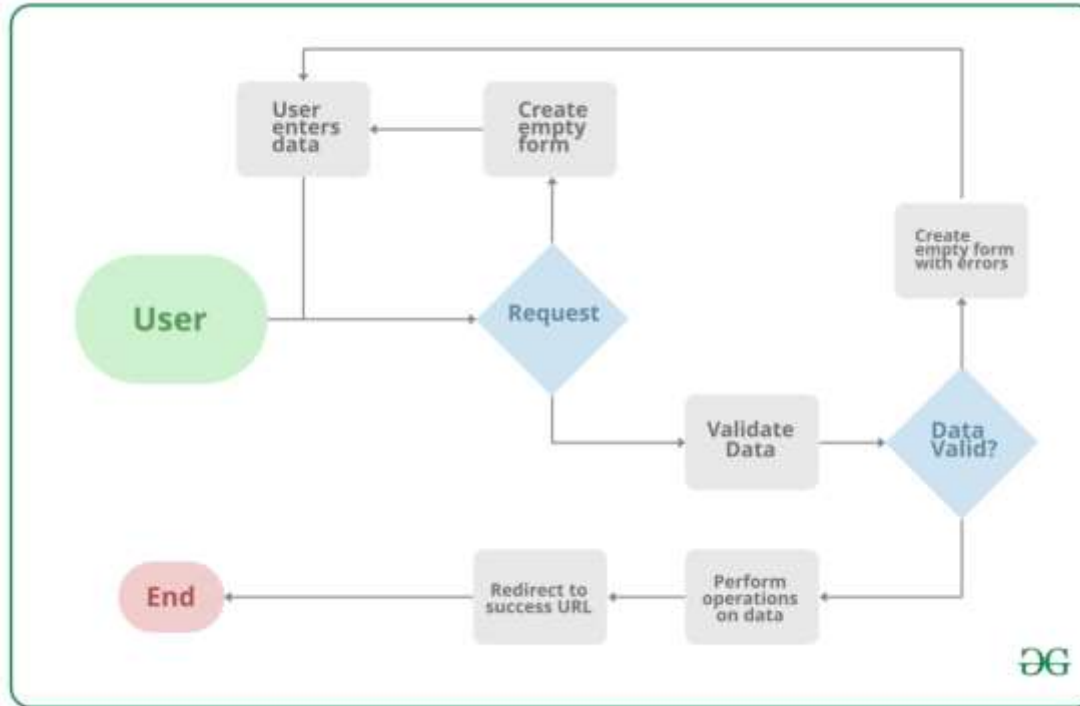 User
enters
data
Create
empty
form
Create
empty form
with errors
User
Request
Validate
Data
Data
Valid?
End
Redirect to
success URL
Perform
operations
on data
GG